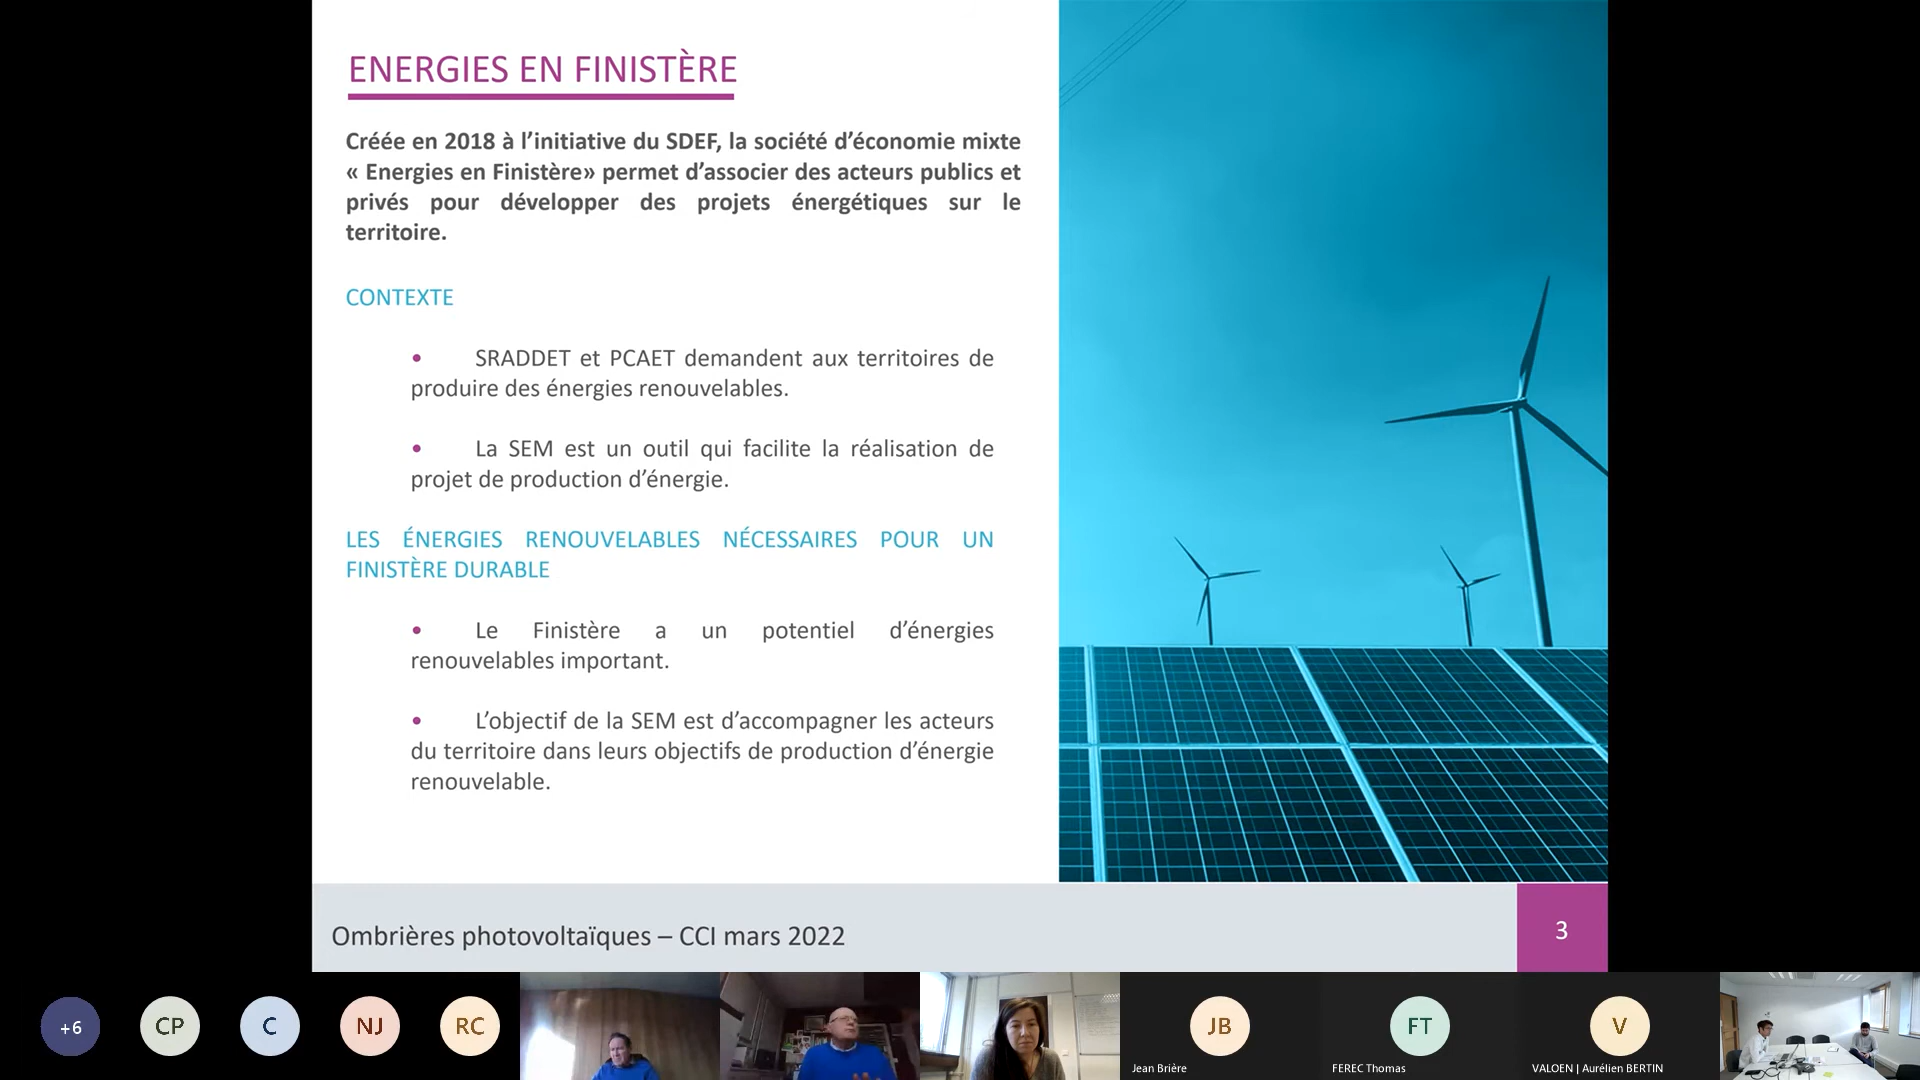 ENERGIES EN FINISTÈRE
Créée en 2018 à l’initiative du SDEF, la société d’économie mixte
« Energies en Finistère» permet d’associer des acteurs publics et
privés pour développer des projets énergétiques sur le
territoire.
CONTEXTE
• SRADDET et PCAET demandent aux territoires de
produire des énergies renouvelables.
• La SEM est un outil qui facilite la réalisation de
projet de production d’énergie.
LES ÉNERGIES RENOUVELABLES NÉCESSAIRES POUR UN
FINISTÈRE DURABLE
• Le Finistère a un potentiel d’énergies
renouvelables important.
• L’objectif de la SEM est d’accompagner les acteurs
du territoire dans leurs objectifs de production d’énergie
renouvelable.
Ombrières photovoltaïques – CCI mars 2022
3
+6
CP
C
NJ
RC
JB
Jean Brière
FT
FEREC Thomas
V
VALOEN | Aurélien BERTIN